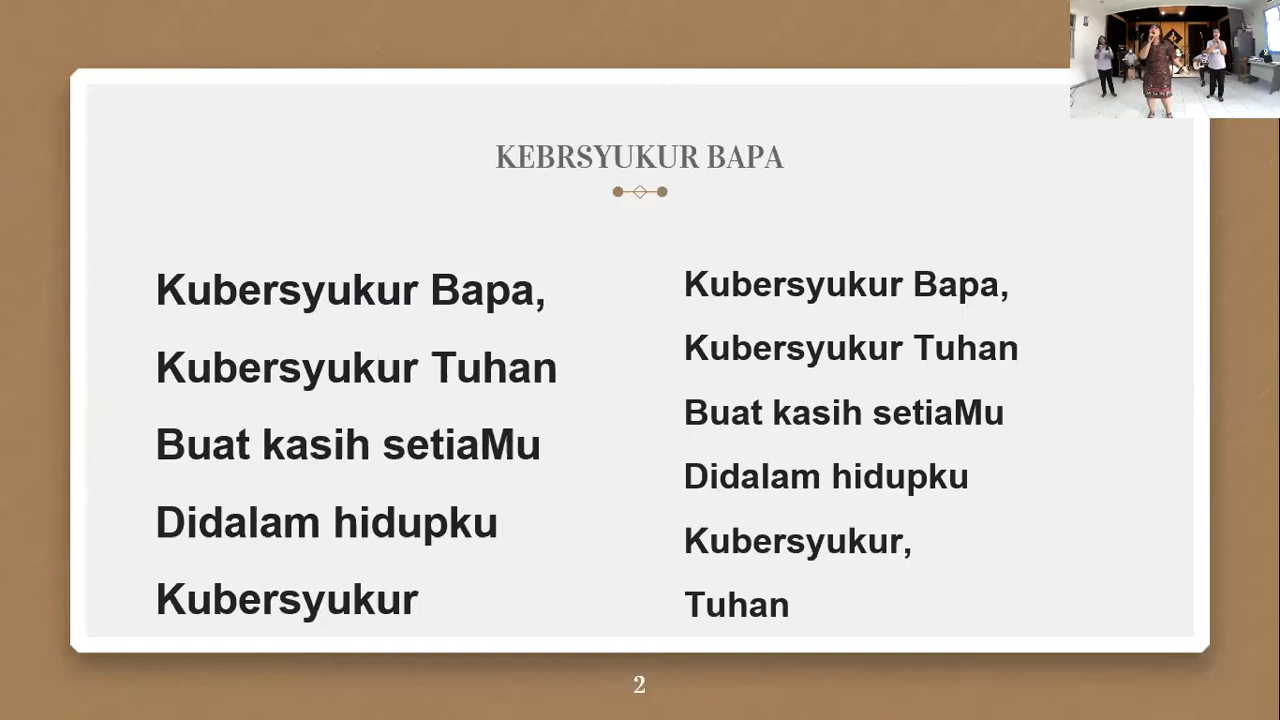 KEBRSYUKUR BAPA
Kubersyukur Bapa,
Kubersyukur Tuhan
Buat kasih setiaMu
Didalam hidupku
Kubersyukur
Kubersyukur Bapa,
Kubersyukur Tuhan
Buat kasih setiaMu
Didalam hidupku
Kubersyukur,
Tuhan
2